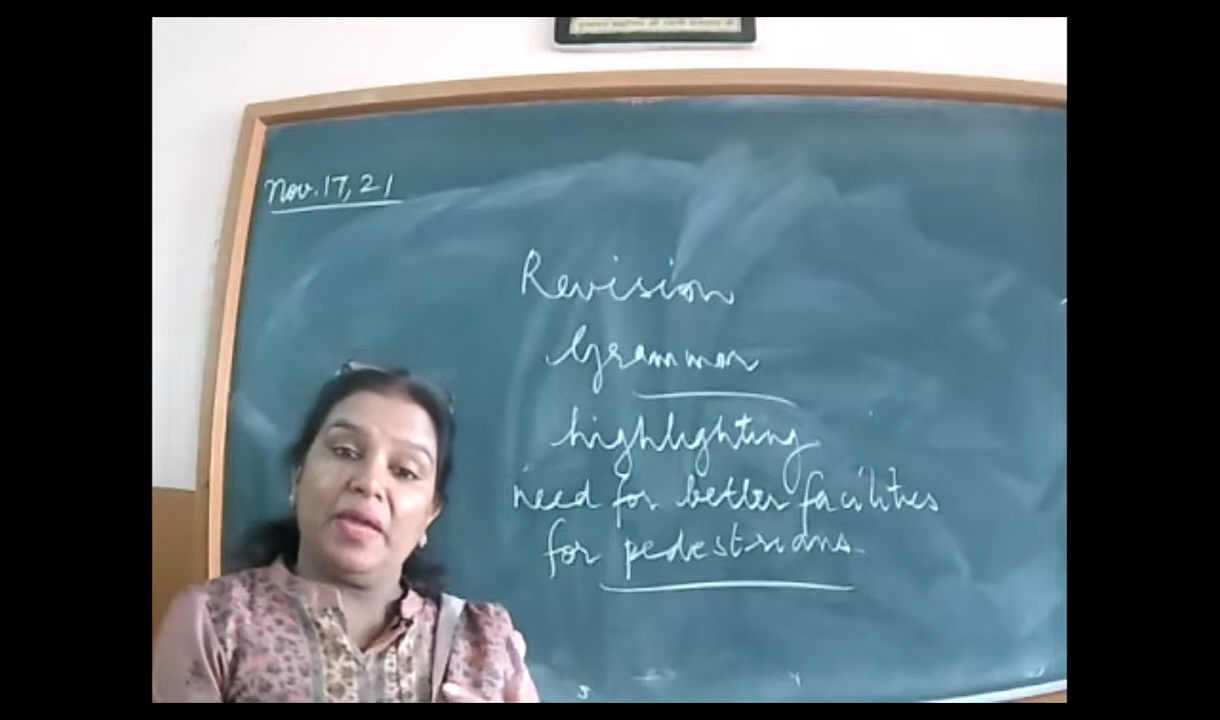 Nov. 17, 21
Revision
Grammar
highlighting
need for better facilities
for pedestrians.